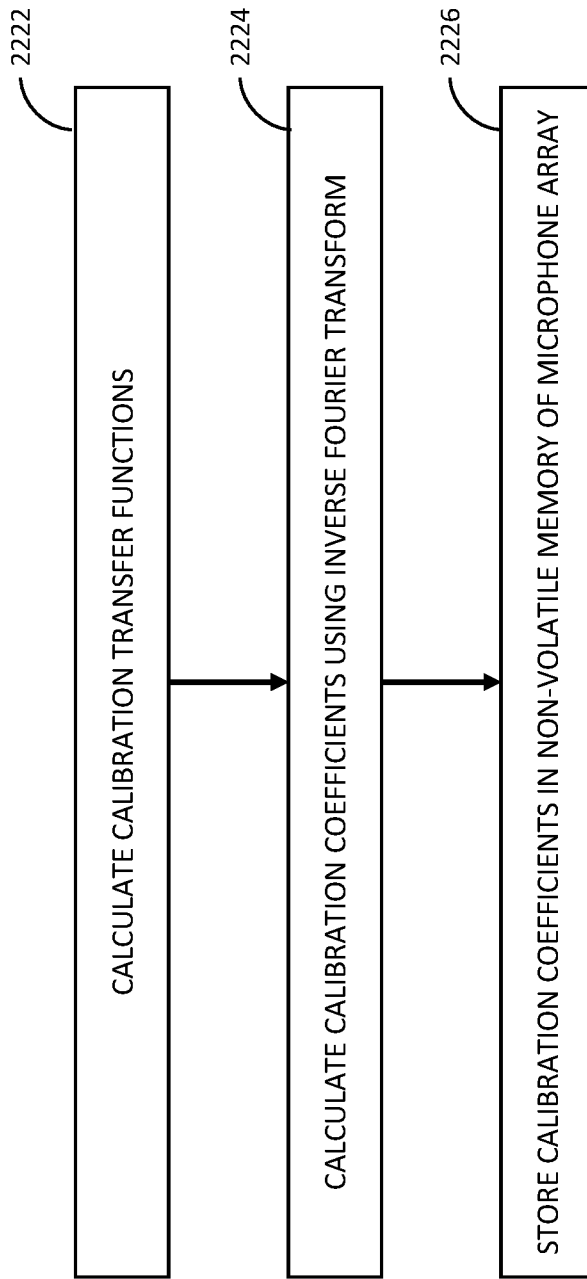 2222
CALCULATE CALIBRATION TRANSFER FUNCTIONS
2224
CALCULATE CALIBRATION COEFFICIENTS USING INVERSE FOURIER TRANSFORM
2226
STORE CALIBRATION COEFFICIENTS IN NON-VOLATILE MEMORY OF MICROPHONE ARRAY